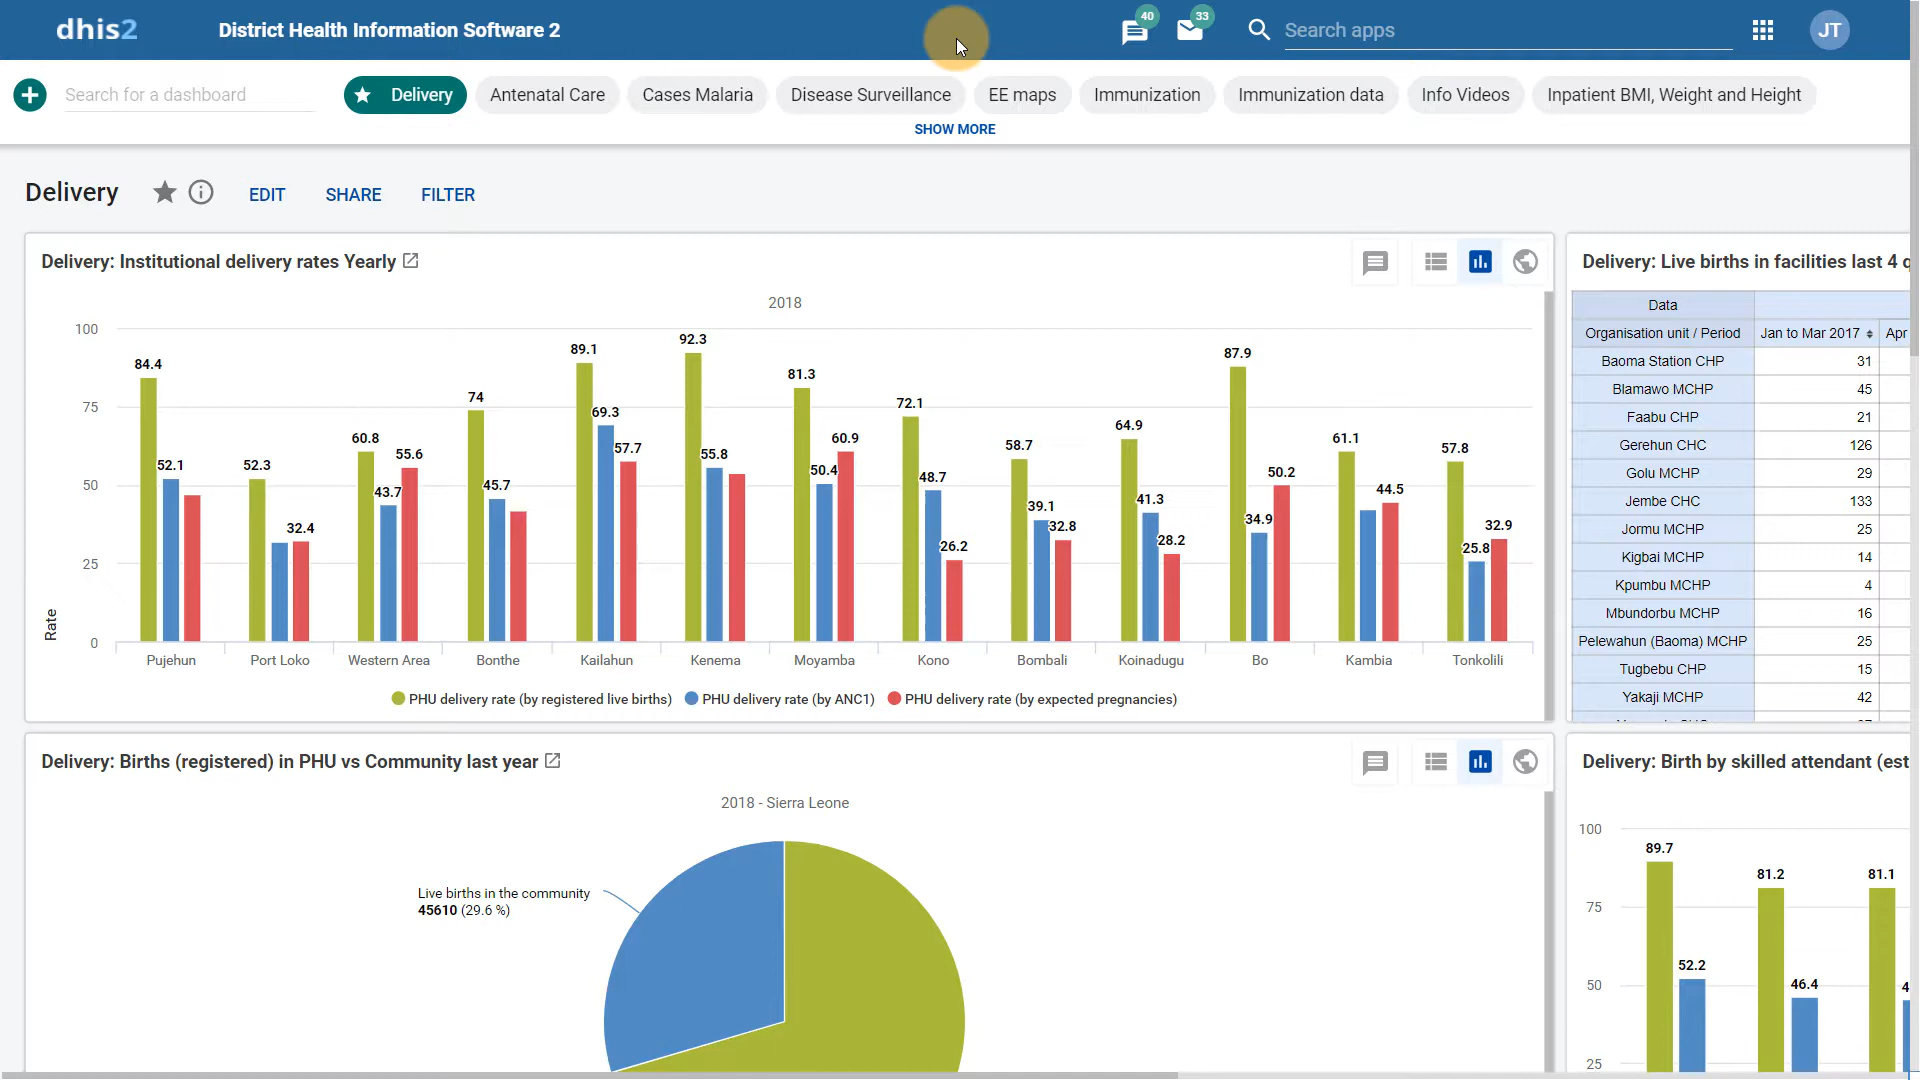 dhis2
District Health Information Software 2
40
33
Search apps
JT
Search for a dashboard
Delivery
Antenatal Care
Cases Malaria
Disease Surveillance
EE maps
Immunization
Immunization data
Info Videos
Inpatient BMI, Weight and Height
SHOW MORE
Delivery
EDIT
SHARE
FILTER
Delivery: Institutional delivery rates Yearly
2018
100
75
50
25
0
Rate
84.4
52.1
52.3
32.4
60.8
43.7
55.6
74
45.7
89.1
69.3
57.7
92.3
55.8
81.3
50.4
60.9
72.1
48.7
26.2
58.7
39.1
32.8
64.9
41.3
28.2
87.9
34.9
50.2
61.1
44.5
57.8
25.8
32.9
Pujehun
Port Loko
Western Area
Bonthe
Kailahun
Kenema
Moyamba
Kono
Bombali
Koinadugu
Bo
Kambia
Tonkolili
PHU delivery rate (by registered live births)
PHU delivery rate (by ANC1)
PHU delivery rate (by expected pregnancies)
Delivery: Live births in facilities last 4 q
Data
Organisation unit / Period Jan to Mar 2017 Apr
Baoma Station CHP 31
Blamawo MCHP 45
Faabu CHP 21
Gerehun CHC 126
Golu MCHP 29
Jembe CHC 133
Jormu MCHP 25
Kigbai MCHP 14
Kpumbu MCHP 4
Mbundorbu MCHP 16
Pelewahun (Baoma) MCHP 25
Tugbebu CHP 15
Yakaji MCHP 42
Delivery: Births (registered) in PHU vs Community last year
2018 - Sierra Leone
Live births in the community
45610 (29.6 %)
Delivery: Birth by skilled attendant (est
100
75
50
25
89.7
52.2
81.2
46.4
81.1
4